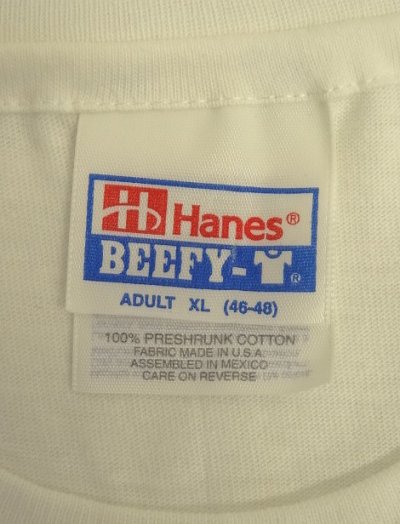 H Hanes®
BEEFY-T®
ADULT XL (46-48)
100% PRESHRUNK COTTON
FABRIC MADE IN U.S.A.
ASSEMBLED IN MEXICO
CARE ON REVERSE